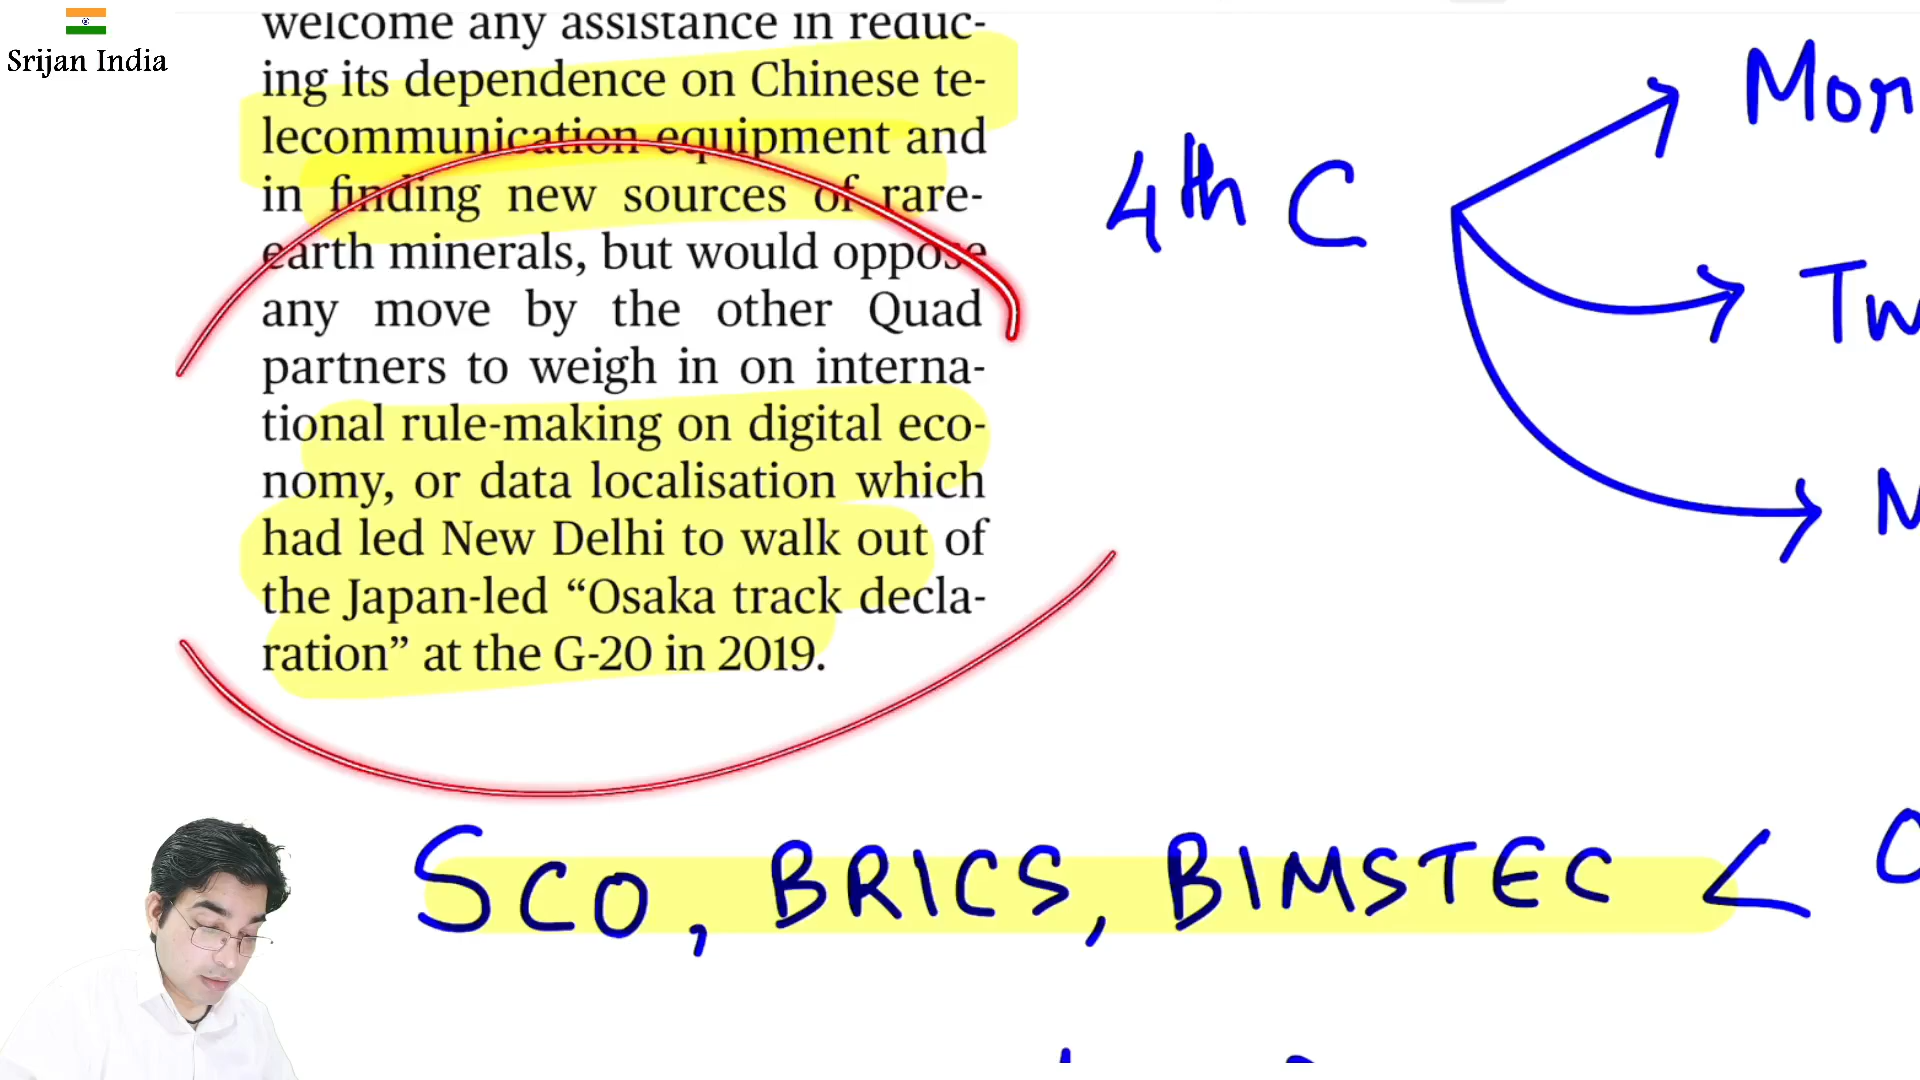 Srijan India
welcome any assistance in reduc-
ing its dependence on Chinese te-
lecommunication equipment and
in finding new sources of rare-
earth minerals, but would oppose
any move by the other Quad
partners to weigh in on interna-
tional rule-making on digital eco-
nomy, or data localisation which
had led New Delhi to walk out of
the Japan-led “Osaka track decla-
ration” at the G-20 in 2019.
4th C
Mon
Tw
SCO, BRICS, BIMSTEC <